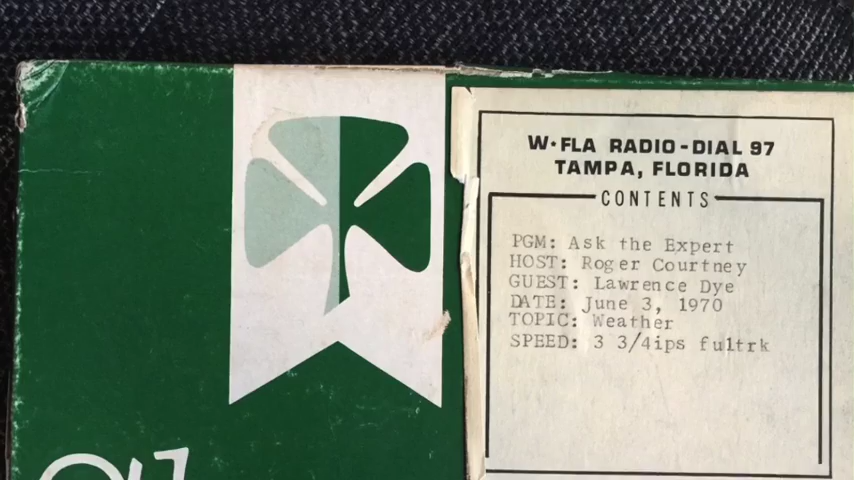 W·FLA RADIO-DIAL 97
TAMPA, FLORIDA
CONTENTS
PGM: Ask the Expert
HOST: Roger Courtney
GUEST: Lawrence Dye
DATE: June 3, 1970
TOPIC: Weather
SPEED: 3 3/4ips fultrk